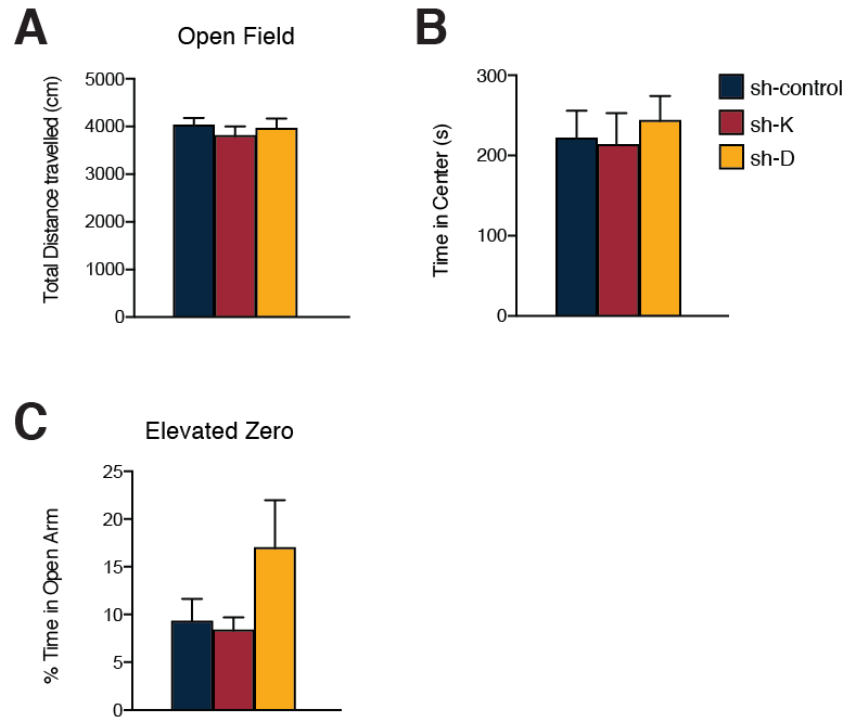 A
Open Field
Total Distance travelled (cm)
5000
4000
3000
2000
1000
0
B
Time in Center (s)
300
200
100
0
sh-control
sh-K
sh-D
C
Elevated Zero
% Time in Open Arm
25
20
15
10
5
0